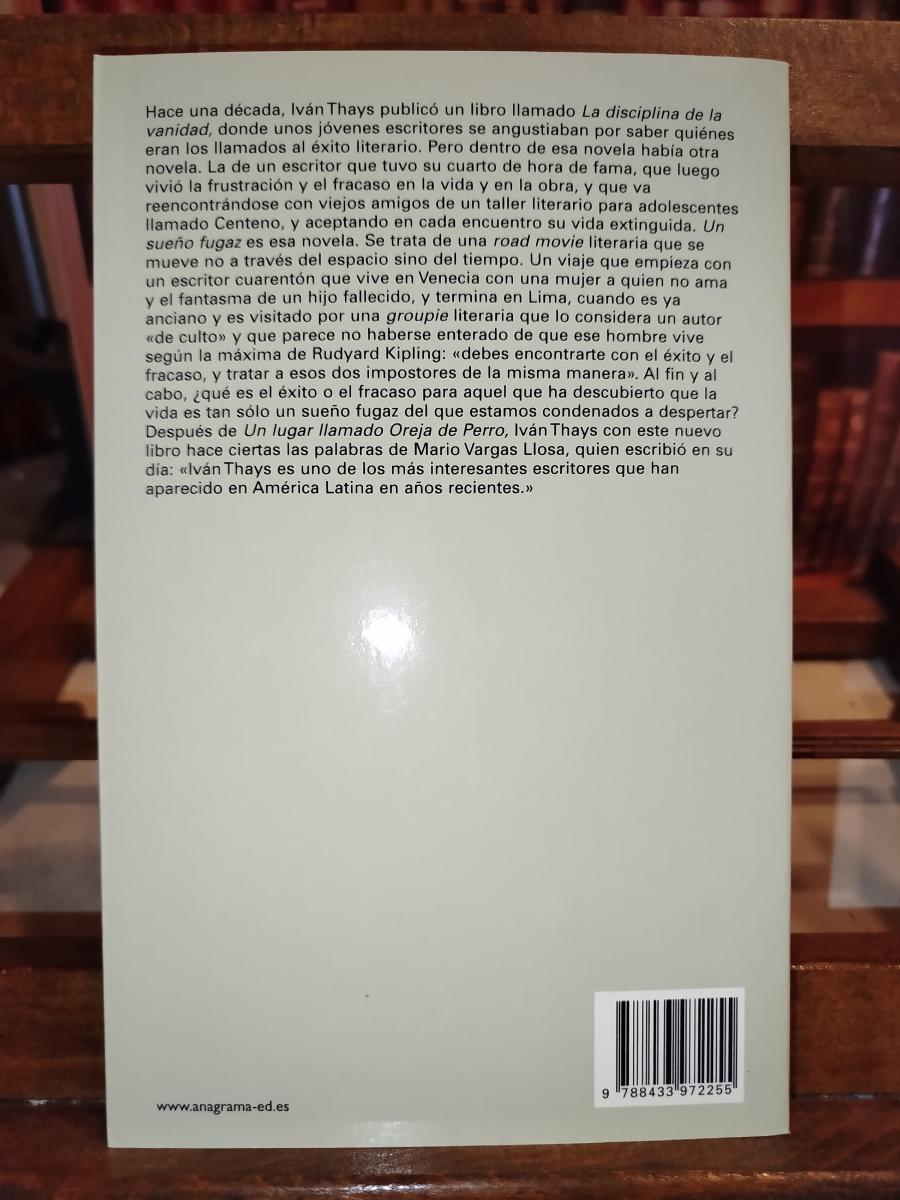 Hace una década, Iván Thays publicó un libro llamado La disciplina de la
vanidad, donde unos jóvenes escritores se angustiaban por saber quiénes
eran los llamados al éxito literario. Pero dentro de esa novela había otra
novela. La de un escritor que tuvo su cuarto de hora de fama, que luego
vivió la frustración y el fracaso en la vida y en la obra, y que va
reencontrándose con viejos amigos de un taller literario para adolescentes
llamado Centeno, y aceptando en cada encuentro su vida extinguida. Un
sueño fugaz es esa novela. Se trata de una road movie literaria que se
mueve no a través del espacio sino del tiempo. Un viaje que empieza con
un escritor cuarentón que vive en Venecia con una mujer a quien no ama
y el fantasma de un hijo fallecido, y termina en Lima, cuando es ya
anciano y es visitado por una groupie literaria que lo considera un autor
«de culto» y que parece no haberse enterado de que ese hombre vive
según la máxima de Rudyard Kipling: «debes encontrarte con el éxito y el
fracaso, y tratar a esos dos impostores de la misma manera». Al fin y al
cabo, ¿qué es el éxito o el fracaso para aquel que ha descubierto que la
vida es tan sólo un sueño fugaz del que estamos condenados a despertar?
Después de Un lugar llamado Oreja de Perro, Iván Thays con este nuevo
libro hace ciertas las palabras de Mario Vargas Llosa, quien escribió en su
día: «Iván Thays es uno de los más interesantes escritores que han
aparecido en América Latina en años recientes.»
9 788433 972255
www.anagrama-ed.es